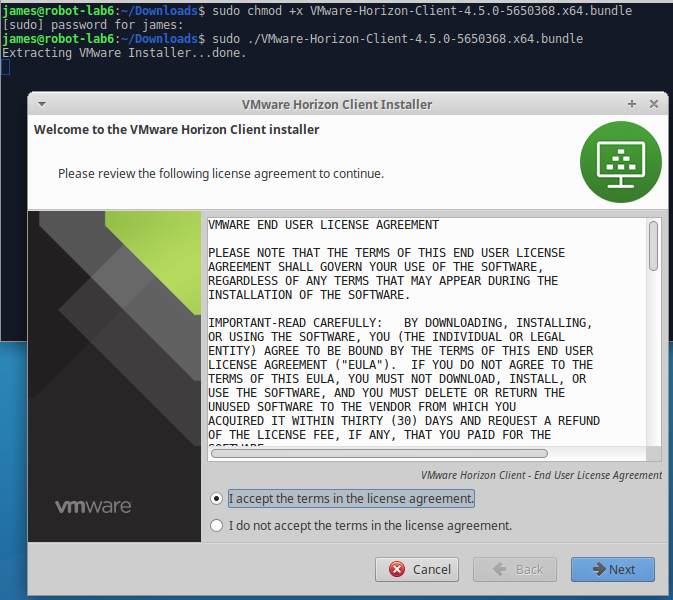 james@robot-lab6:~/Downloads$ sudo chmod +x VMware-Horizon-Client-4.5.0-5650368.x64.bundle
[sudo] password for james:
james@robot-lab6:~/Downloads$ sudo ./VMware-Horizon-Client-4.5.0-5650368.x64.bundle
Extracting VMware Installer...done.
VMware Horizon Client Installer
Welcome to the VMware Horizon Client installer
Please review the following license agreement to continue.
VMWARE END USER LICENSE AGREEMENT
PLEASE NOTE THAT THE TERMS OF THIS END USER LICENSE
AGREEMENT SHALL GOVERN YOUR USE OF THE SOFTWARE,
REGARDLESS OF ANY TERMS THAT MAY APPEAR DURING THE
INSTALLATION OF THE SOFTWARE.
IMPORTANT-READ CAREFULLY:   BY DOWNLOADING, INSTALLING,
OR USING THE SOFTWARE, YOU (THE INDIVIDUAL OR LEGAL
ENTITY) AGREE TO BE BOUND BY THE TERMS OF THIS END USER
LICENSE AGREEMENT ("EULA").  IF YOU DO NOT AGREE TO THE
TERMS OF THIS EULA, YOU MUST NOT DOWNLOAD, INSTALL, OR
USE THE SOFTWARE, AND YOU MUST DELETE OR RETURN THE
UNUSED SOFTWARE TO THE VENDOR FROM WHICH YOU
ACQUIRED IT WITHIN THIRTY (30) DAYS AND REQUEST A REFUND
OF THE LICENSE FEE, IF ANY, THAT YOU PAID FOR THE
SOFTWARE
VMware Horizon Client - End User License Agreement
I accept the terms in the license agreement.
I do not accept the terms in the license agreement.
vmware
Cancel
Back
Next